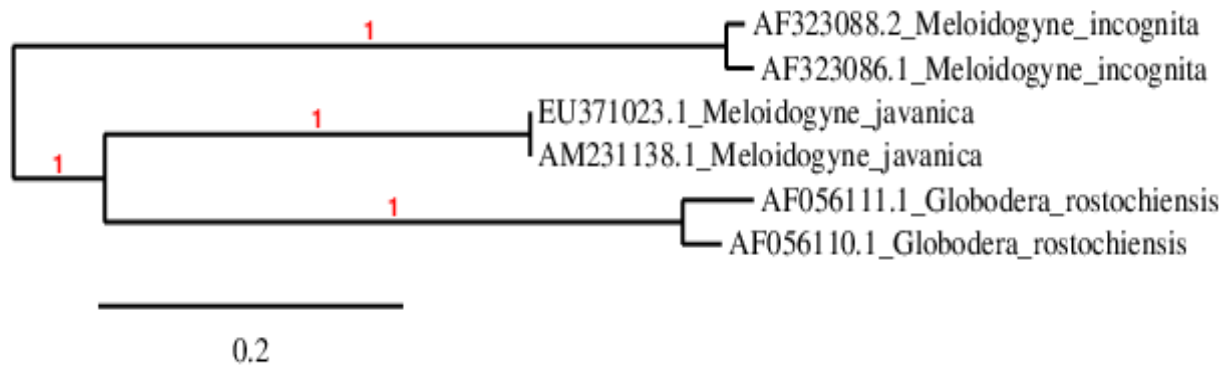 1
AF323088.2_Meloidogyne_incognita
AF323086.1_Meloidogyne_incognita
1
EU371023.1_Meloidogyne_javanica
AM231138.1_Meloidogyne_javanica
1
1
AF056111.1_Globodera_rostochiensis
AF056110.1_Globodera_rostochiensis
0.2